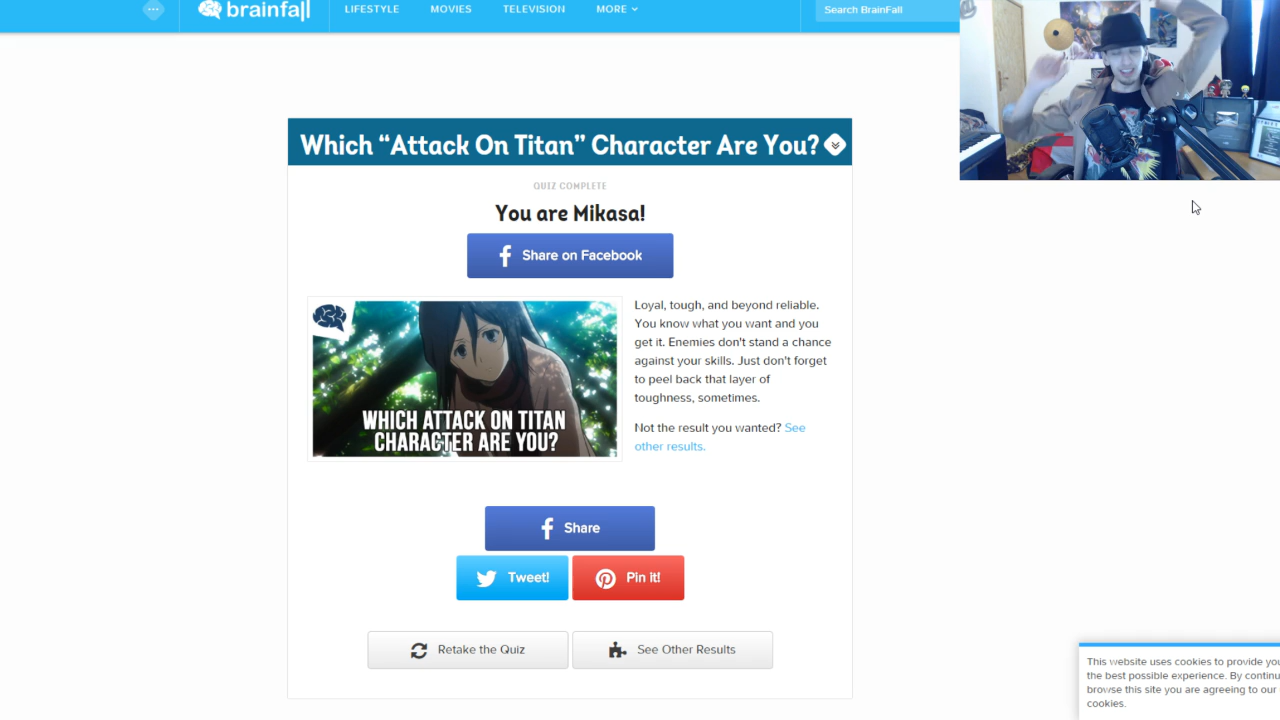 brainfall
LIFESTYLE
MOVIES
TELEVISION
MORE
Search BrainFall
Which “Attack On Titan” Character Are You?
QUIZ COMPLETE
You are Mikasa!
Share on Facebook
Loyal, tough, and beyond reliable.
You know what you want and you
get it. Enemies don't stand a chance
against your skills. Just don't forget
to peel back that layer of
toughness, sometimes.
WHICH ATTACK ON TITAN
CHARACTER ARE YOU?
Not the result you wanted? See
other results.
Share
Tweet!
Pin it!
Retake the Quiz
See Other Results
This website uses cookies to provide you
the best possible experience. By continu
browse this site you are agreeing to our
cookies.